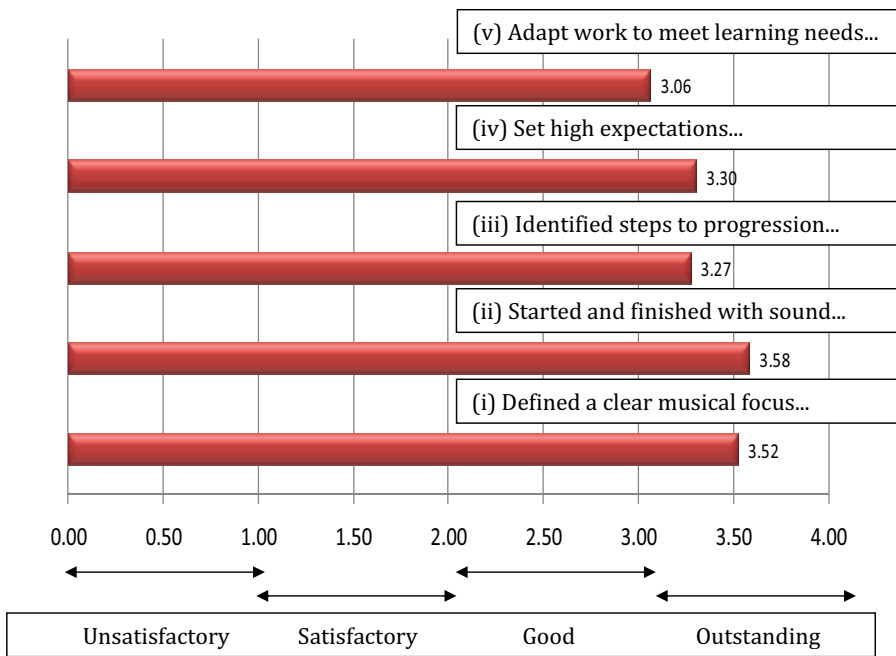 (v) Adapt work to meet learning needs...
3.06
(iv) Set high expectations...
3.30
(iii) Identified steps to progression...
3.27
(ii) Started and finished with sound...
3.58
(i) Defined a clear musical focus...
3.52
0.00 0.50 0.00 1.50 2.00 2.50 3.00 3.50 4.00
Unsatisfactory Satisfactory Good Outstanding